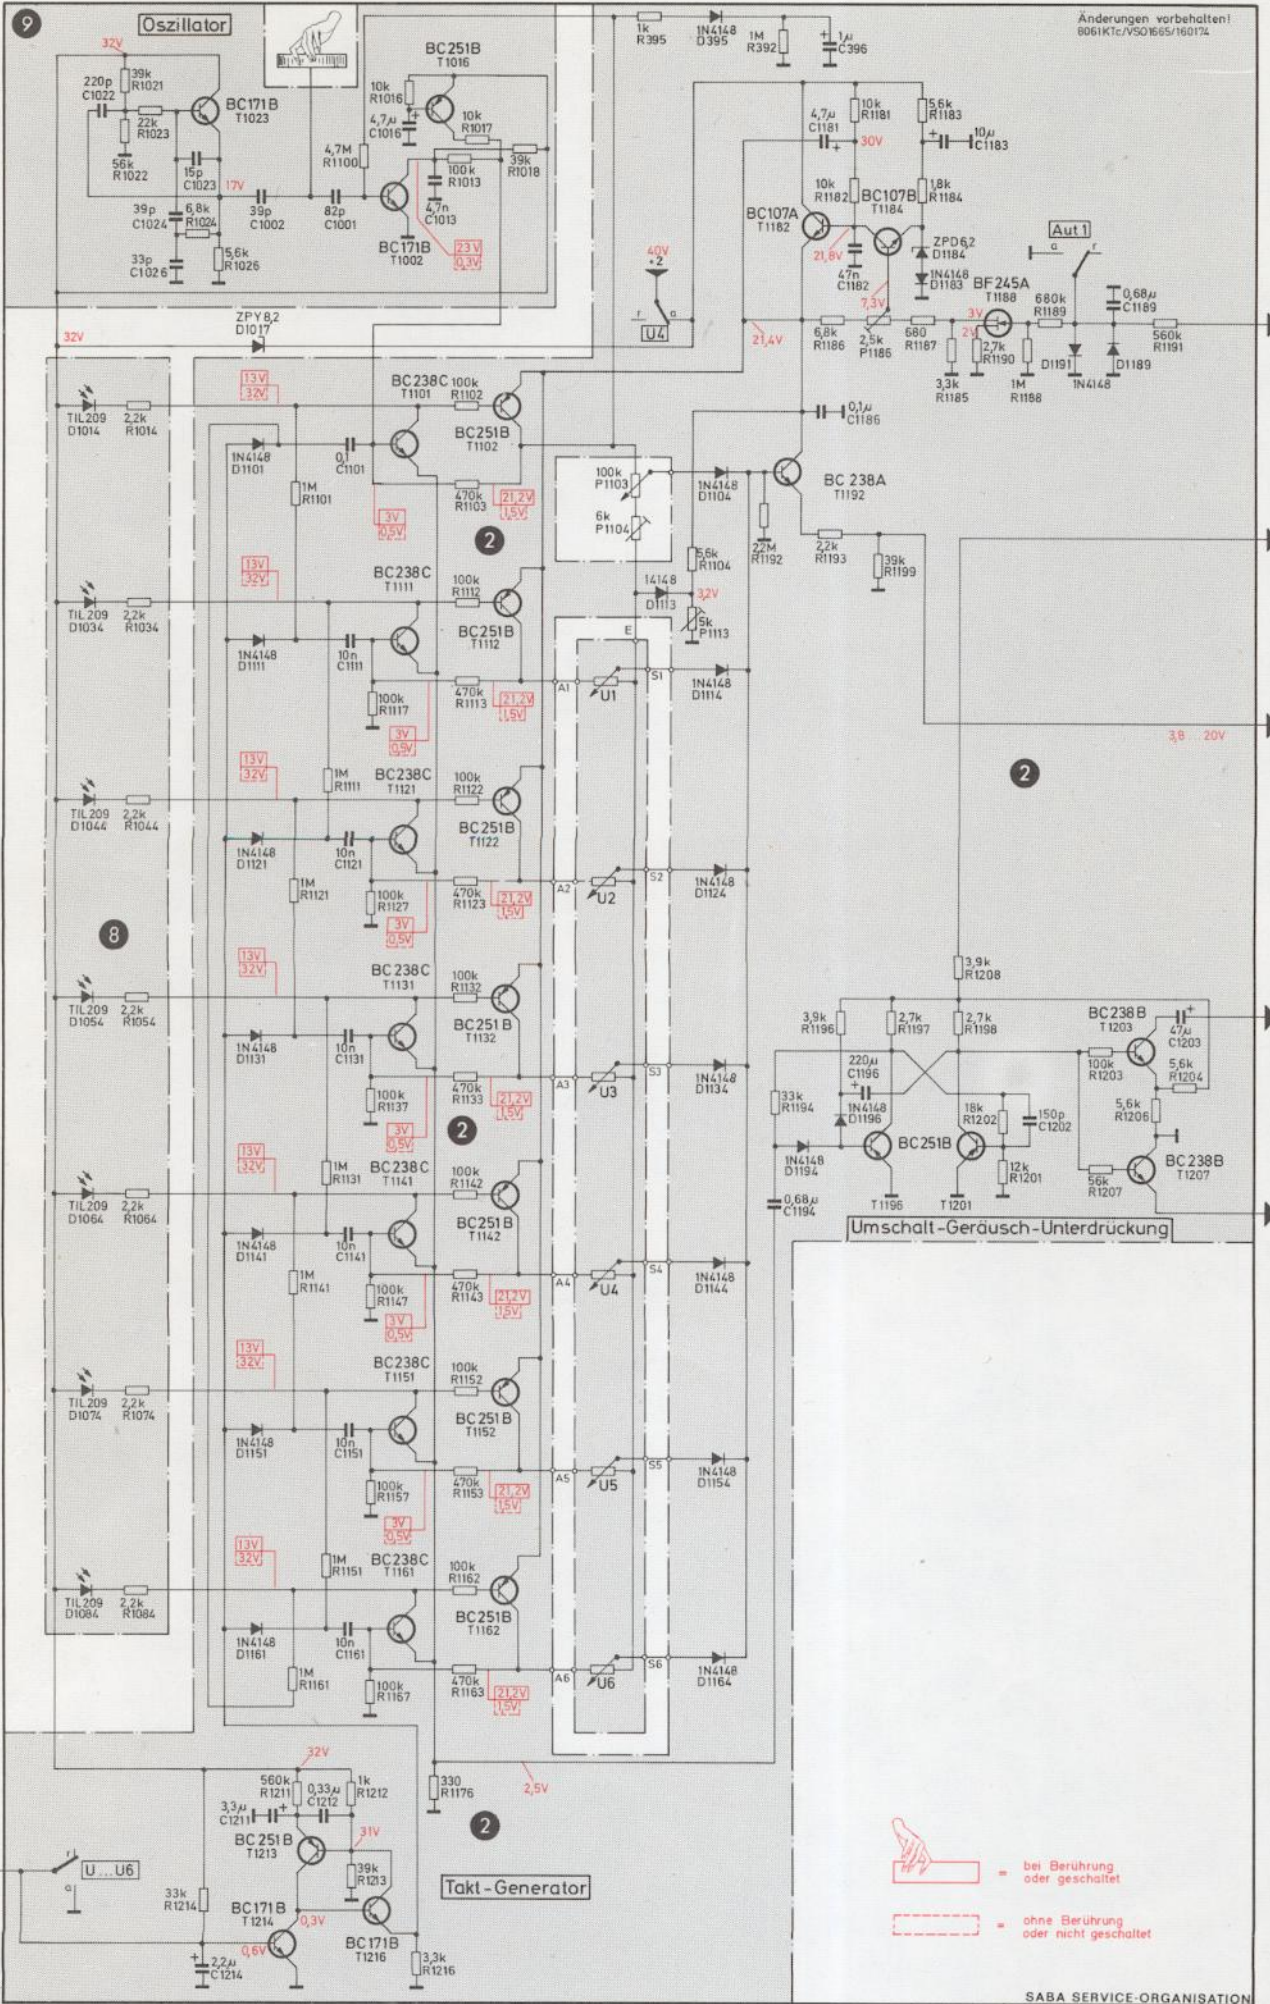 9
Oszillator
Änderungen vorbehalten!
8061KTc/VSO1665/160174
32V
39k
R1021
220p
C1022
22k
R1023
BC171B
T1023
56k
R1022
15p
C1023
17V
39p
C1024
6,8k
R1024
39p
C1002
82p
C1001
33p
C1026
5,6k
R1026
BC251B
T1016
10k
R1016
4,7µ
C1016
10k
R1017
4,7M
R1100
100k
R1013
39k
R1018
4,7n
C1013
BC171B
T1002
23V
0,3V
1k
R395
1N4148
D395
1M
R392
1µ
C396
4,7µ
C1181
10k
R1181
5,6k
R1183
10µ
C1183
30V
10k
R1182
BC107B
T1184
1,8k
R1184
BC107A
T1182
21,8V
47n
C1182
ZPD6,2
D1184
1N4148
D1183
7,3V
Aut 1
a
r
BF245A
T1188
680k
R1189
0,68µ
C1189
40V
+2
r
a
U4
21,4V
6,8k
R1186
2,5k
P1186
680
R1187
3V
2V
2,7k
R1190
3,3k
R1185
1M
R1188
D1191
1N4148
D1189
560k
R1191
ZPY8,2
D1017
32V
13V
32V
BC238C
T1101
100k
R1102
TIL209
D1014
2,2k
R1014
BC251B
T1102
1N4148
D1101
0,1
C1101
1M
R1101
470k
R1103
21,2V
1,5V
3V
0,5V
2
100k
P1103
6k
P1104
1N4148
D1104
0,1µ
C1186
BC 238A
T1192
2,2M
R1192
2,2k
R1193
39k
R1199
5,6k
R1104
14148
D1113
3,2V
5k
P1113
13V
32V
BC238C
T1111
100k
R1112
TIL209
D1034
2,2k
R1034
BC251B
T1112
1N4148
D1111
10n
C1111
E
100k
R1117
470k
R1113
21,2V
1,5V
A1
U1
S1
1N4148
D1114
3V
0,5V
3,8 ... 20V
2
13V
32V
1M
R1111
BC238C
T1121
100k
R1122
TIL209
D1044
2,2k
R1044
BC251B
T1122
1N4148
D1121
10n
C1121
1M
R1121
100k
R1127
470k
R1123
21,2V
1,5V
A2
U2
S2
1N4148
D1124
3V
0,5V
8
13V
32V
BC238C
T1131
100k
R1132
TIL209
D1054
2,2k
R1054
BC251B
T1132
1N4148
D1131
10n
C1131
100k
R1137
470k
R1133
21,2V
1,5V
A3
U3
S3
1N4148
D1134
3V
0,5V
2
3,9k
R1208
3,9k
R1196
2,7k
R1197
2,7k
R1198
BC238B
T1203
47µ
C1203
220µ
C1196
100k
R1203
5,6k
R1204
33k
R1194
1N4148
D1196
18k
R1202
150p
C1202
5,6k
R1206
1N4148
D1194
BC251B
12k
R1201
56k
R1207
BC238B
T1207
0,68µ
C1194
T1196
T1201
Umschalt-Geräusch-Unterdrückung
13V
32V
1M
R1131
BC238C
T1141
100k
R1142
TIL209
D1064
2,2k
R1064
BC251B
T1142
1N4148
D1141
10n
C1141
1M
R1141
100k
R1147
470k
R1143
21,2V
1,5V
A4
U4
S4
1N4148
D1144
3V
0,5V
13V
32V
BC238C
T1151
100k
R1152
TIL209
D1074
2,2k
R1074
BC251B
T1152
1N4148
D1151
10n
C1151
100k
R1157
470k
R1153
21,2V
1,5V
A5
U5
S5
1N4148
D1154
3V
0,5V
13V
32V
1M
R1151
BC238C
T1161
100k
R1162
TIL209
D1084
2,2k
R1084
BC251B
T1162
1N4148
D1161
10n
C1161
1M
R1161
100k
R1167
470k
R1163
21,2V
1,5V
A6
U6
S6
1N4148
D1164
32V
560k
R1211
0,33µ
C1212
1k
R1212
330
R1176
2,5V
3,3µ
C1211
BC251B
T1213
31V
2
39k
R1213
r
U...U6
a
33k
R1214
BC171B
T1214
0,3V
BC171B
T1216
0,6V
2,2µ
C1214
3,3k
R1216
Takt-Generator
= bei Berührung
oder geschaltet
= ohne Berührung
oder nicht geschaltet
SABA SERVICE-ORGANISATION